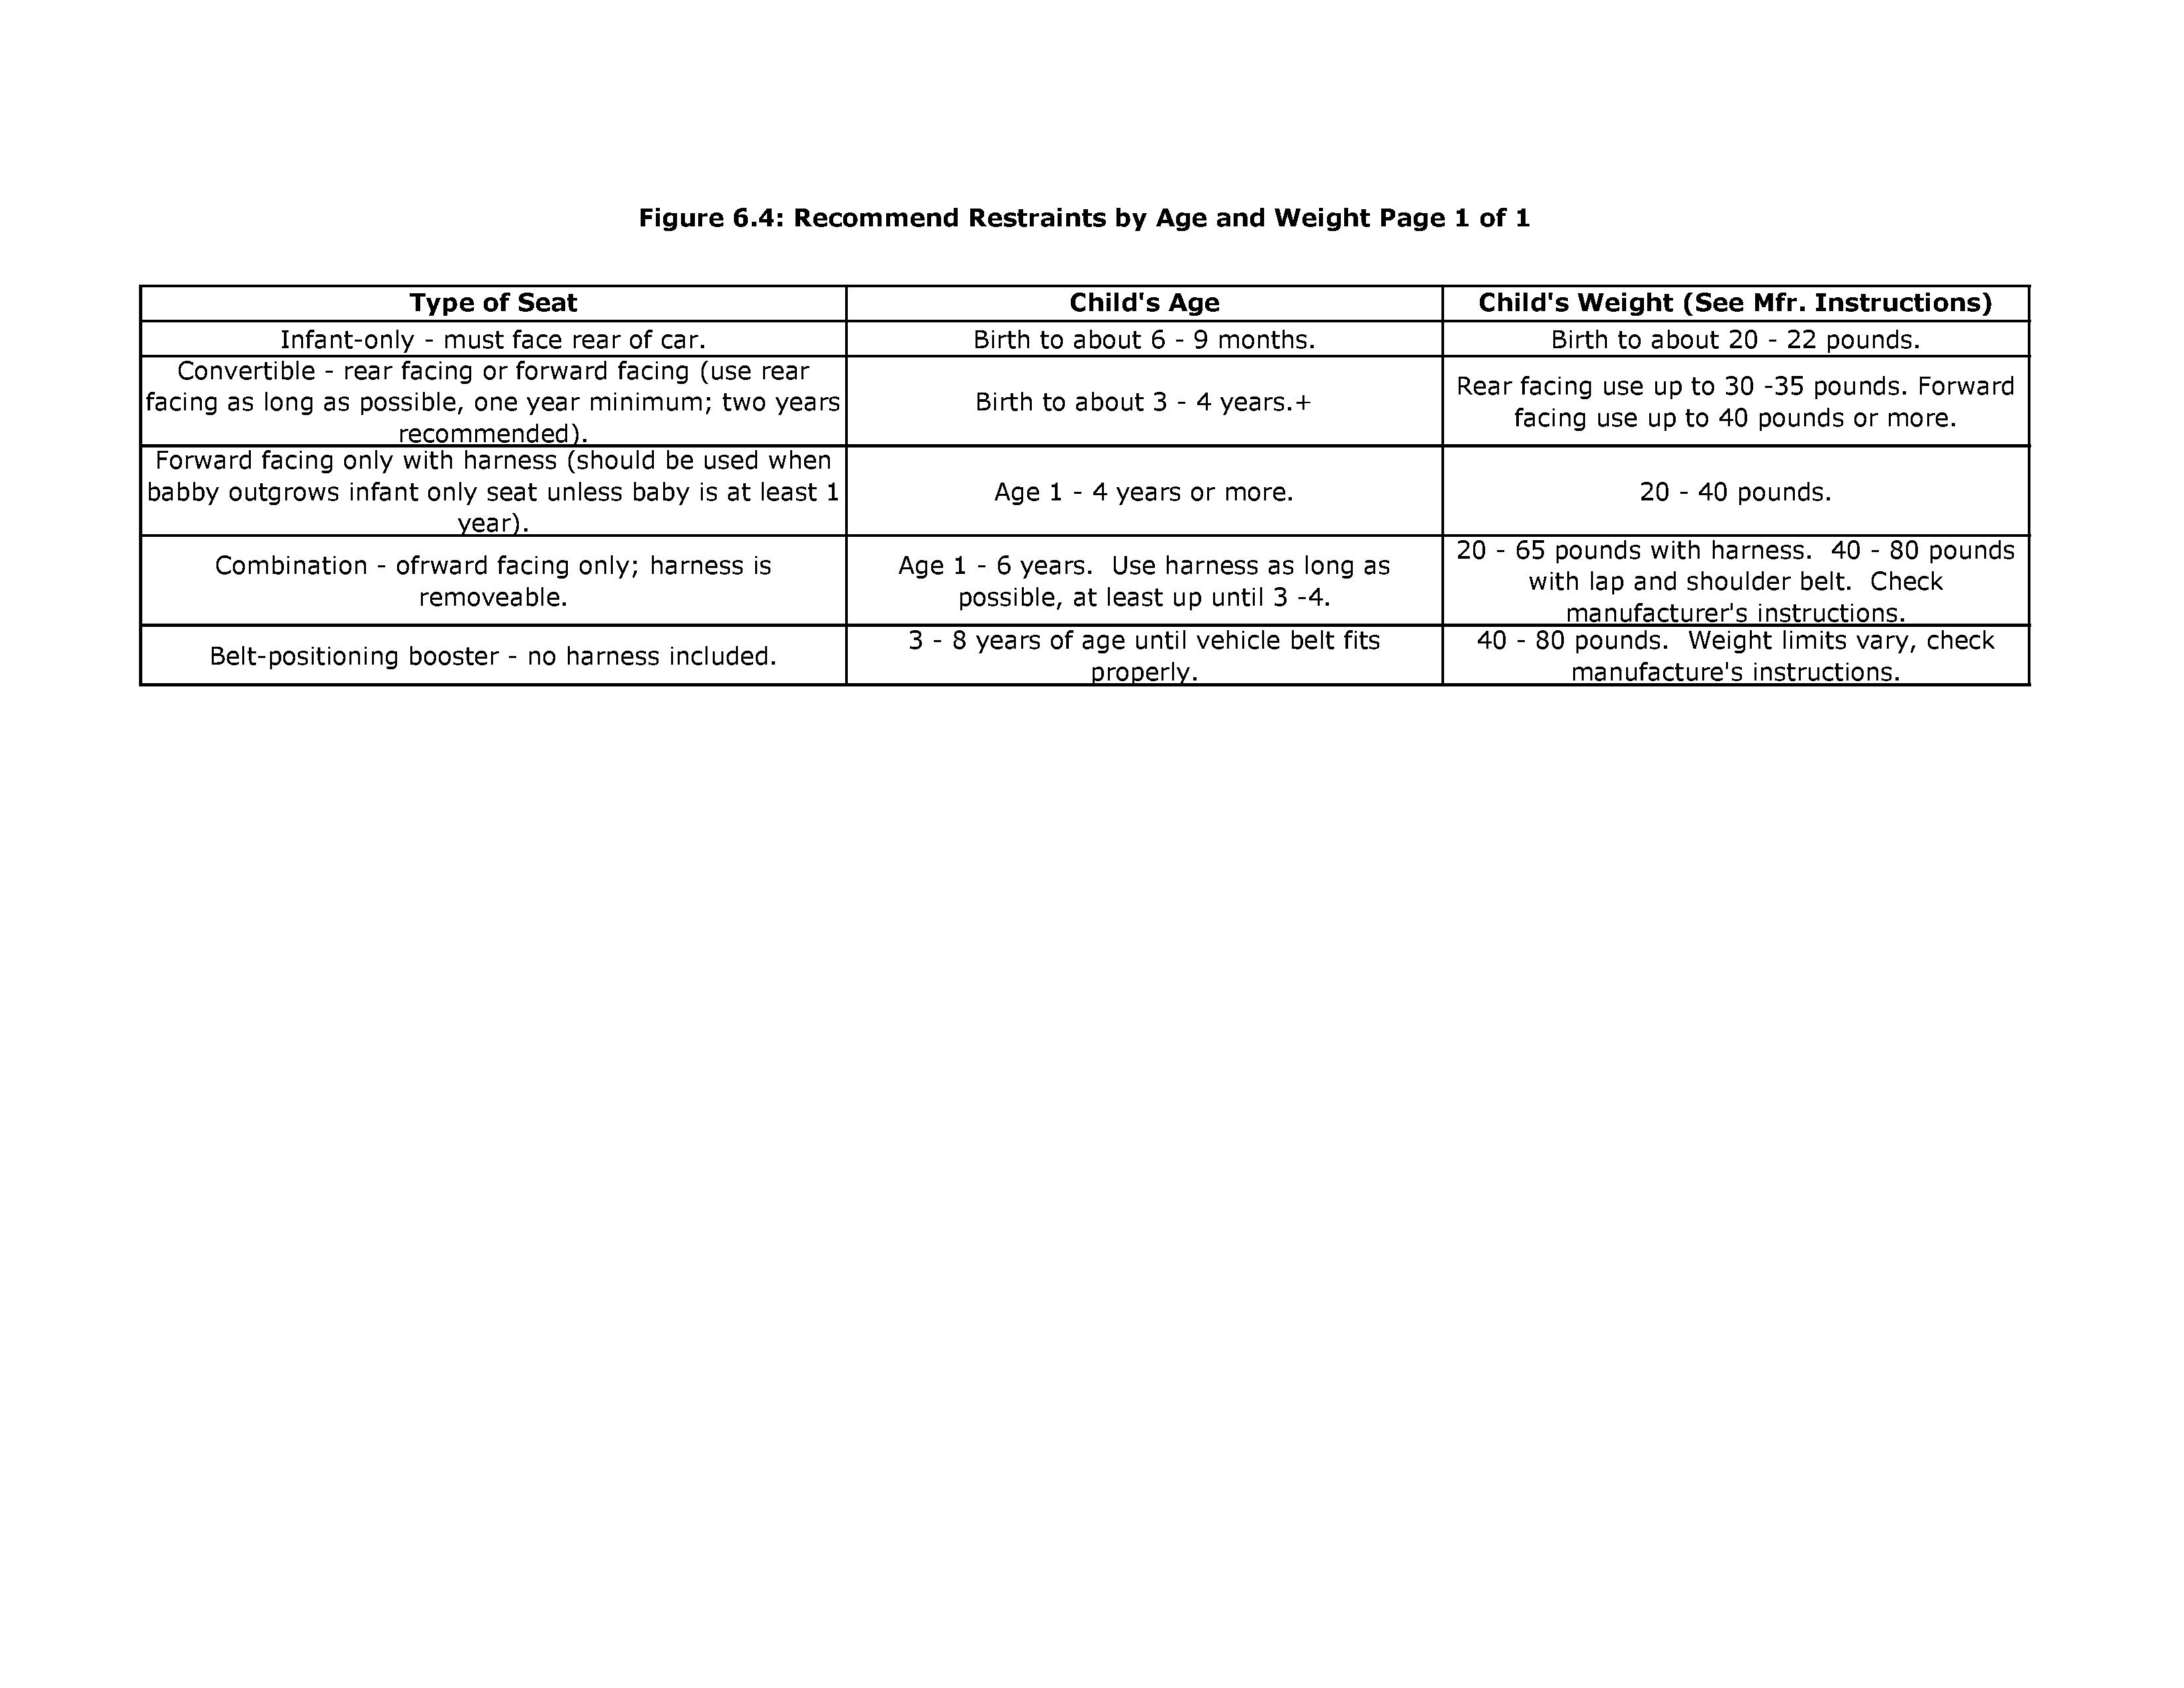 Figure 6.4: Recommend Restraints by Age and Weight Page 1 of 1
Type of Seat
Child's Age
Child's Weight (See Mfr. Instructions)
Infant-only - must face rear of car.
Birth to about 6 - 9 months.
Birth to about 20 - 22 pounds.
Convertible - rear facing or forward facing (use rear
facing as long as possible, one year minimum; two years
recommended).
Birth to about 3 - 4 years.+
Rear facing use up to 30 -35 pounds. Forward
facing use up to 40 pounds or more.
Forward facing only with harness (should be used when
babby outgrows infant only seat unless baby is at least 1
year).
Age 1 - 4 years or more.
20 - 40 pounds.
Combination - ofrward facing only; harness is
removeable.
Age 1 - 6 years.  Use harness as long as
possible, at least up until 3 -4.
20 - 65 pounds with harness.  40 - 80 pounds
with lap and shoulder belt.  Check
manufacturer's instructions.
Belt-positioning booster - no harness included.
3 - 8 years of age until vehicle belt fits
properly.
40 - 80 pounds.  Weight limits vary, check
manufacture's instructions.